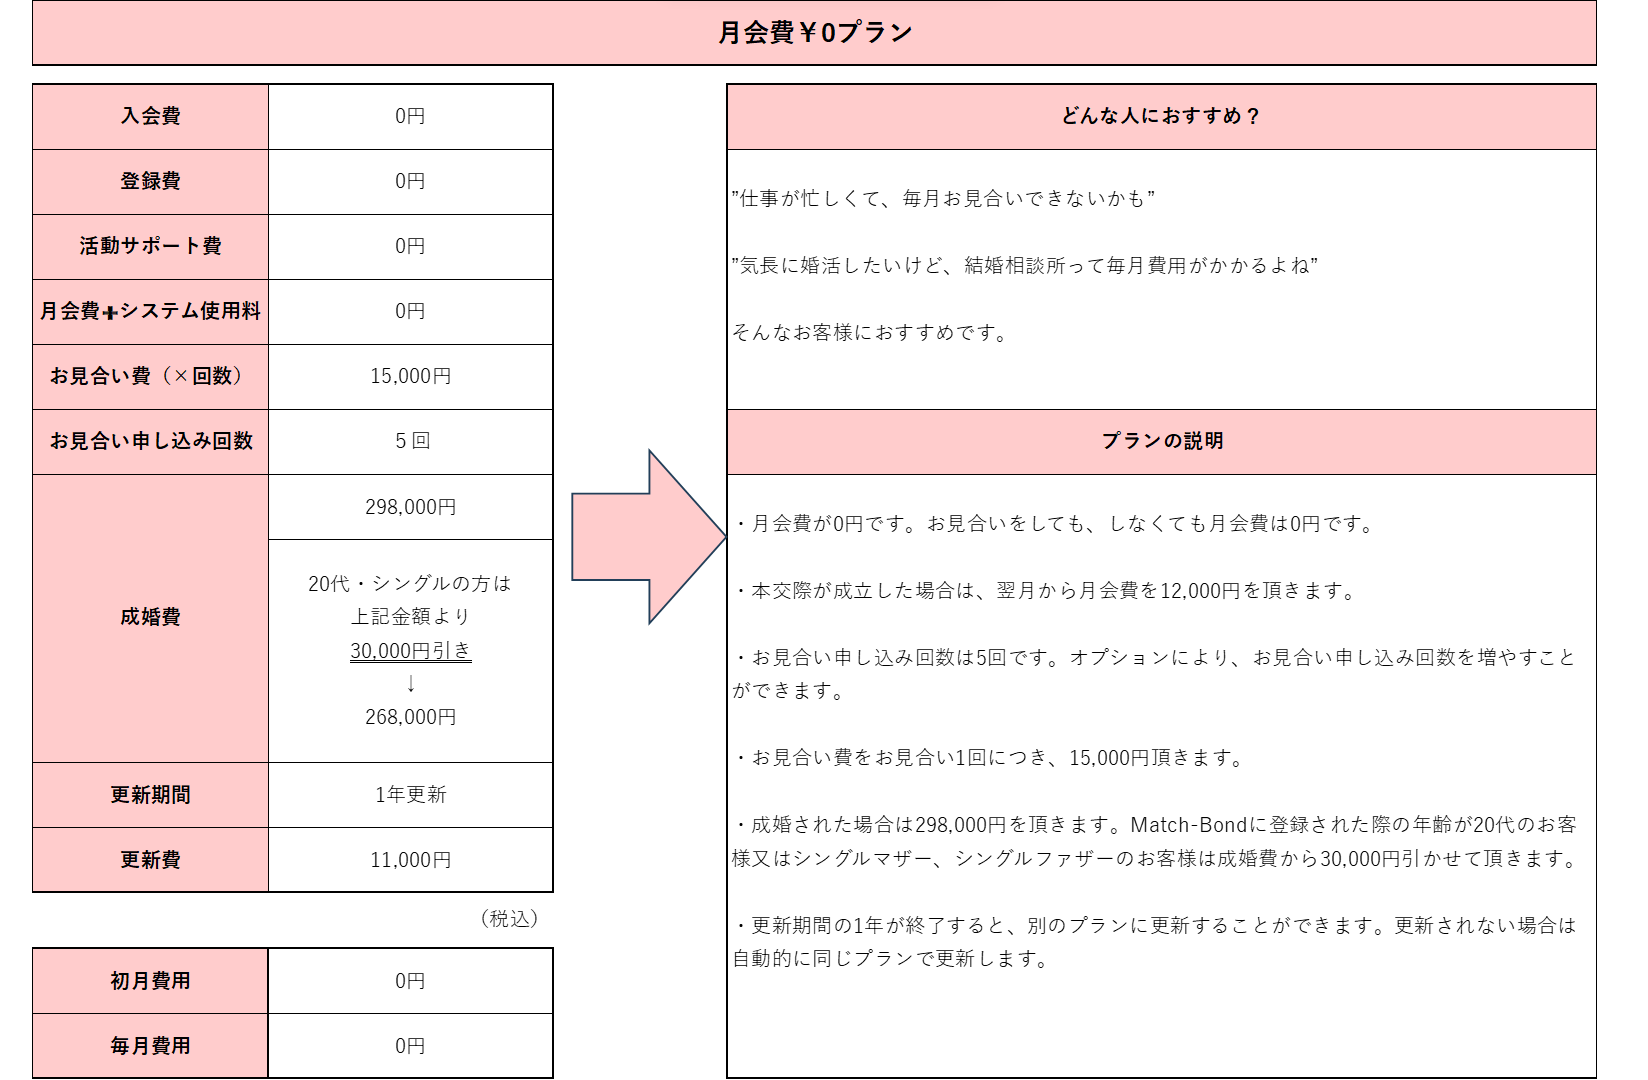 月会費￥0プラン
入会費 0円
登録費 0円
活動サポート費 0円
月会費✚システム使用料 0円
お見合い費（×回数） 15,000円
お見合い申し込み回数 5回
成婚費
298,000円
20代・シングルの方は
上記金額より
30,000円引き
↓
268,000円
更新期間 1年更新
更新費 11,000円
（税込）
初月費用 0円
毎月費用 0円
どんな人におすすめ？
”仕事が忙しくて、毎月お見合いできないかも”
”気長に婚活したいけど、結婚相談所って毎月費用がかかるよね”
そんなお客様におすすめです。
プランの説明
・月会費が0円です。お見合いをしても、しなくても月会費は0円です。
・本交際が成立した場合は、翌月から月会費を12,000円を頂きます。
・お見合い申し込み回数は5回です。オプションにより、お見合い申し込み回数を増やすこと
ができます。
・お見合い費をお見合い1回につき、15,000円頂きます。
・成婚された場合は298,000円を頂きます。Match-Bondに登録された際の年齢が20代のお客
様又はシングルマザー、シングルファザーのお客様は成婚費から30,000円引かせて頂きます。
・更新期間の1年が終了すると、別のプランに更新することができます。更新されない場合は
自動的に同じプランで更新します。